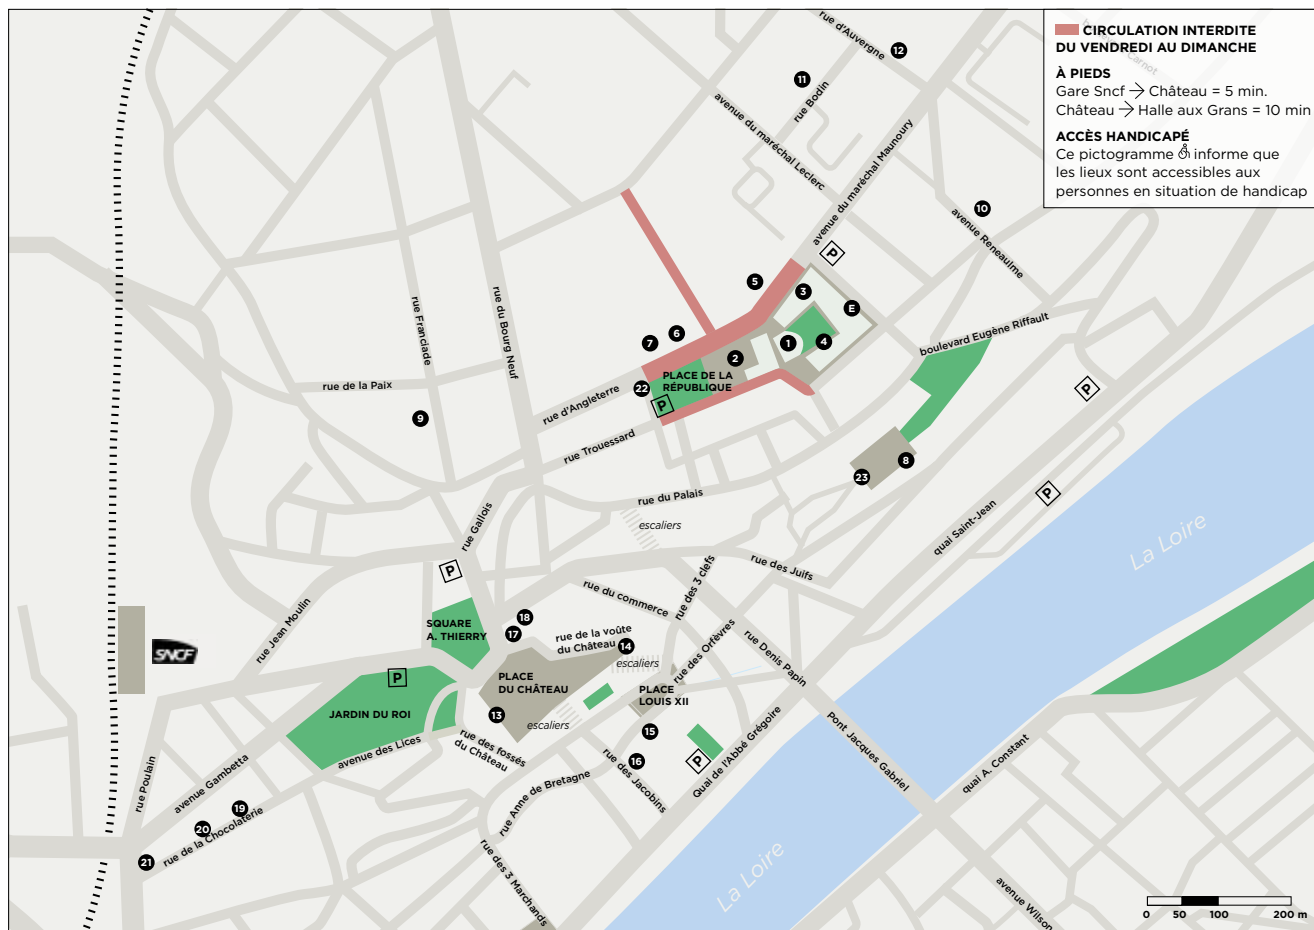 CIRCULATION INTERDITE
DU VENDREDI AU DIMANCHE
À PIEDS
Gare Sncf → Château = 5 min.
Château → Halle aux Grans = 10 min
ACCÈS HANDICAPÉ
Ce pictogramme informe que
les lieux sont accessibles aux
personnes en situation de handicap
rue d'Auvergne
12
11
rue Bodin
avenue du maréchal Leclerc
avenue du maréchal Maunoury
10
avenue Reneaulme
P
5
3
E
rue Franciade
rue du Bourg Neuf
7
6
1
4
2
boulevard Eugène Riffault
PLACE DE LA
RÉPUBLIQUE
22
P
P
rue de la Paix
rue d'Angleterre
9
rue Trouessard
8
23
rue du Palais
P
rue Gallois
escaliers
quai Saint-Jean
La Loire
P
rue des Juifs
rue des 3 clefs
rue du commerce
rue Jean Moulin
SQUARE
A. THIERRY
18
17
rue de la voûte
du Château
14
escaliers
rue des Orfèvres
rue Denis Papin
SNCF
P
PLACE
DU CHÂTEAU
PLACE
LOUIS XII
JARDIN DU ROI
13
escaliers
15
rue des fossés
du Château
avenue des Lices
16
P
rue des Jacobins
Quai de l'Abbé Grégoire
Pont Jacques Gabriel
quai A. Constant
rue Poulain
avenue Gambetta
rue Anne de Bretagne
19
20
21
rue de la Chocolaterie
rue des 3 Marchands
La Loire
avenue Wilson
0 50 100 200 m